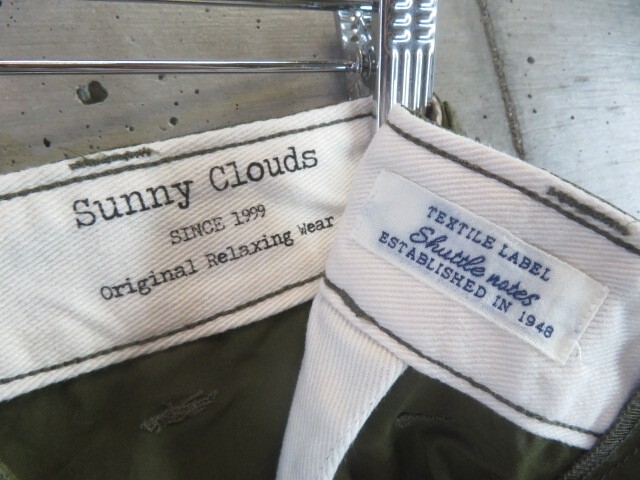 Sunny Clouds
SINCE 1999
Original Relaxing Wear
TEXTILE LABEL
Shuttle notes
ESTABLISHED IN 1948